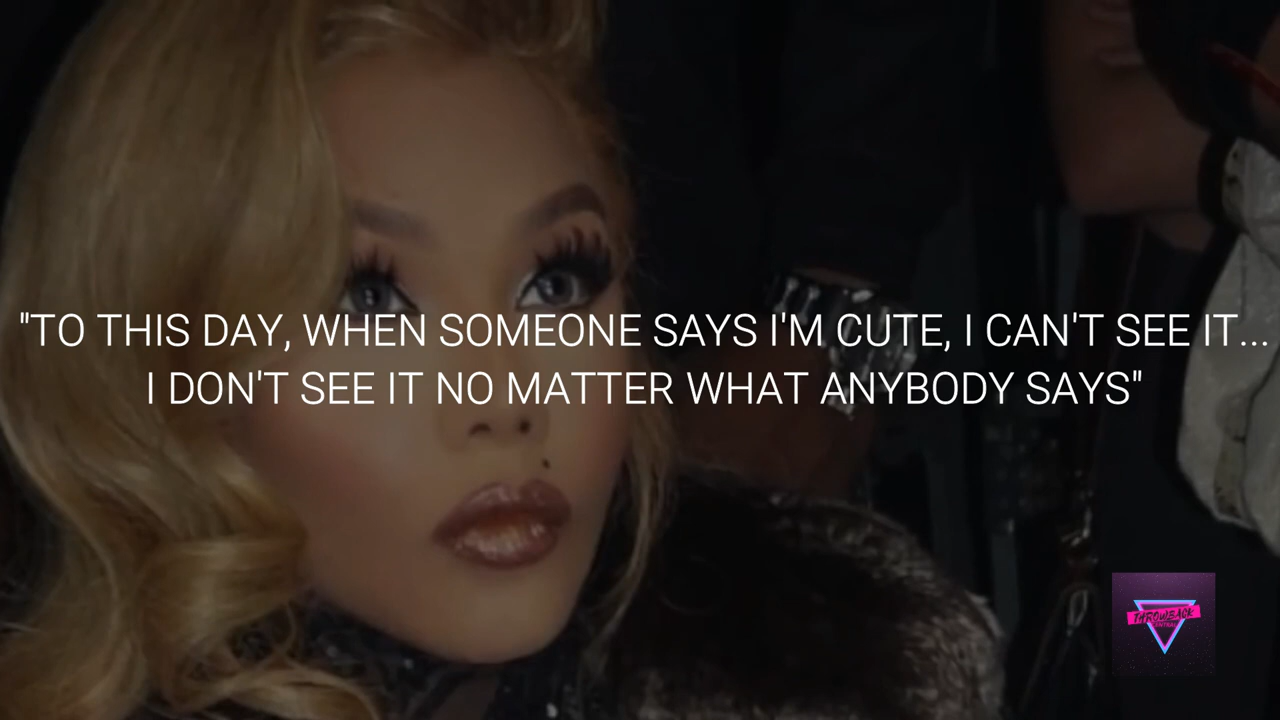 "TO THIS DAY, WHEN SOMEONE SAYS I'M CUTE, I CAN'T SEE IT...
I DON'T SEE IT NO MATTER WHAT ANYBODY SAYS"
THROWBACK
CENTRAL